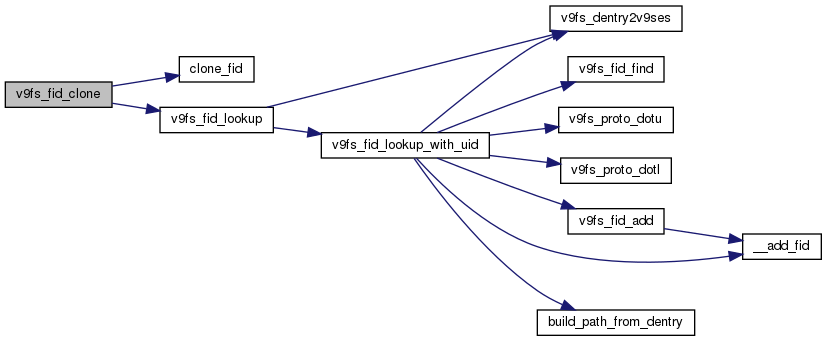 v9fs_dentry2v9ses
clone_fid
v9fs_fid_find
v9fs_fid_clone
v9fs_fid_lookup
v9fs_proto_dotu
v9fs_fid_lookup_with_uid
v9fs_proto_dotl
v9fs_fid_add
__add_fid
build_path_from_dentry